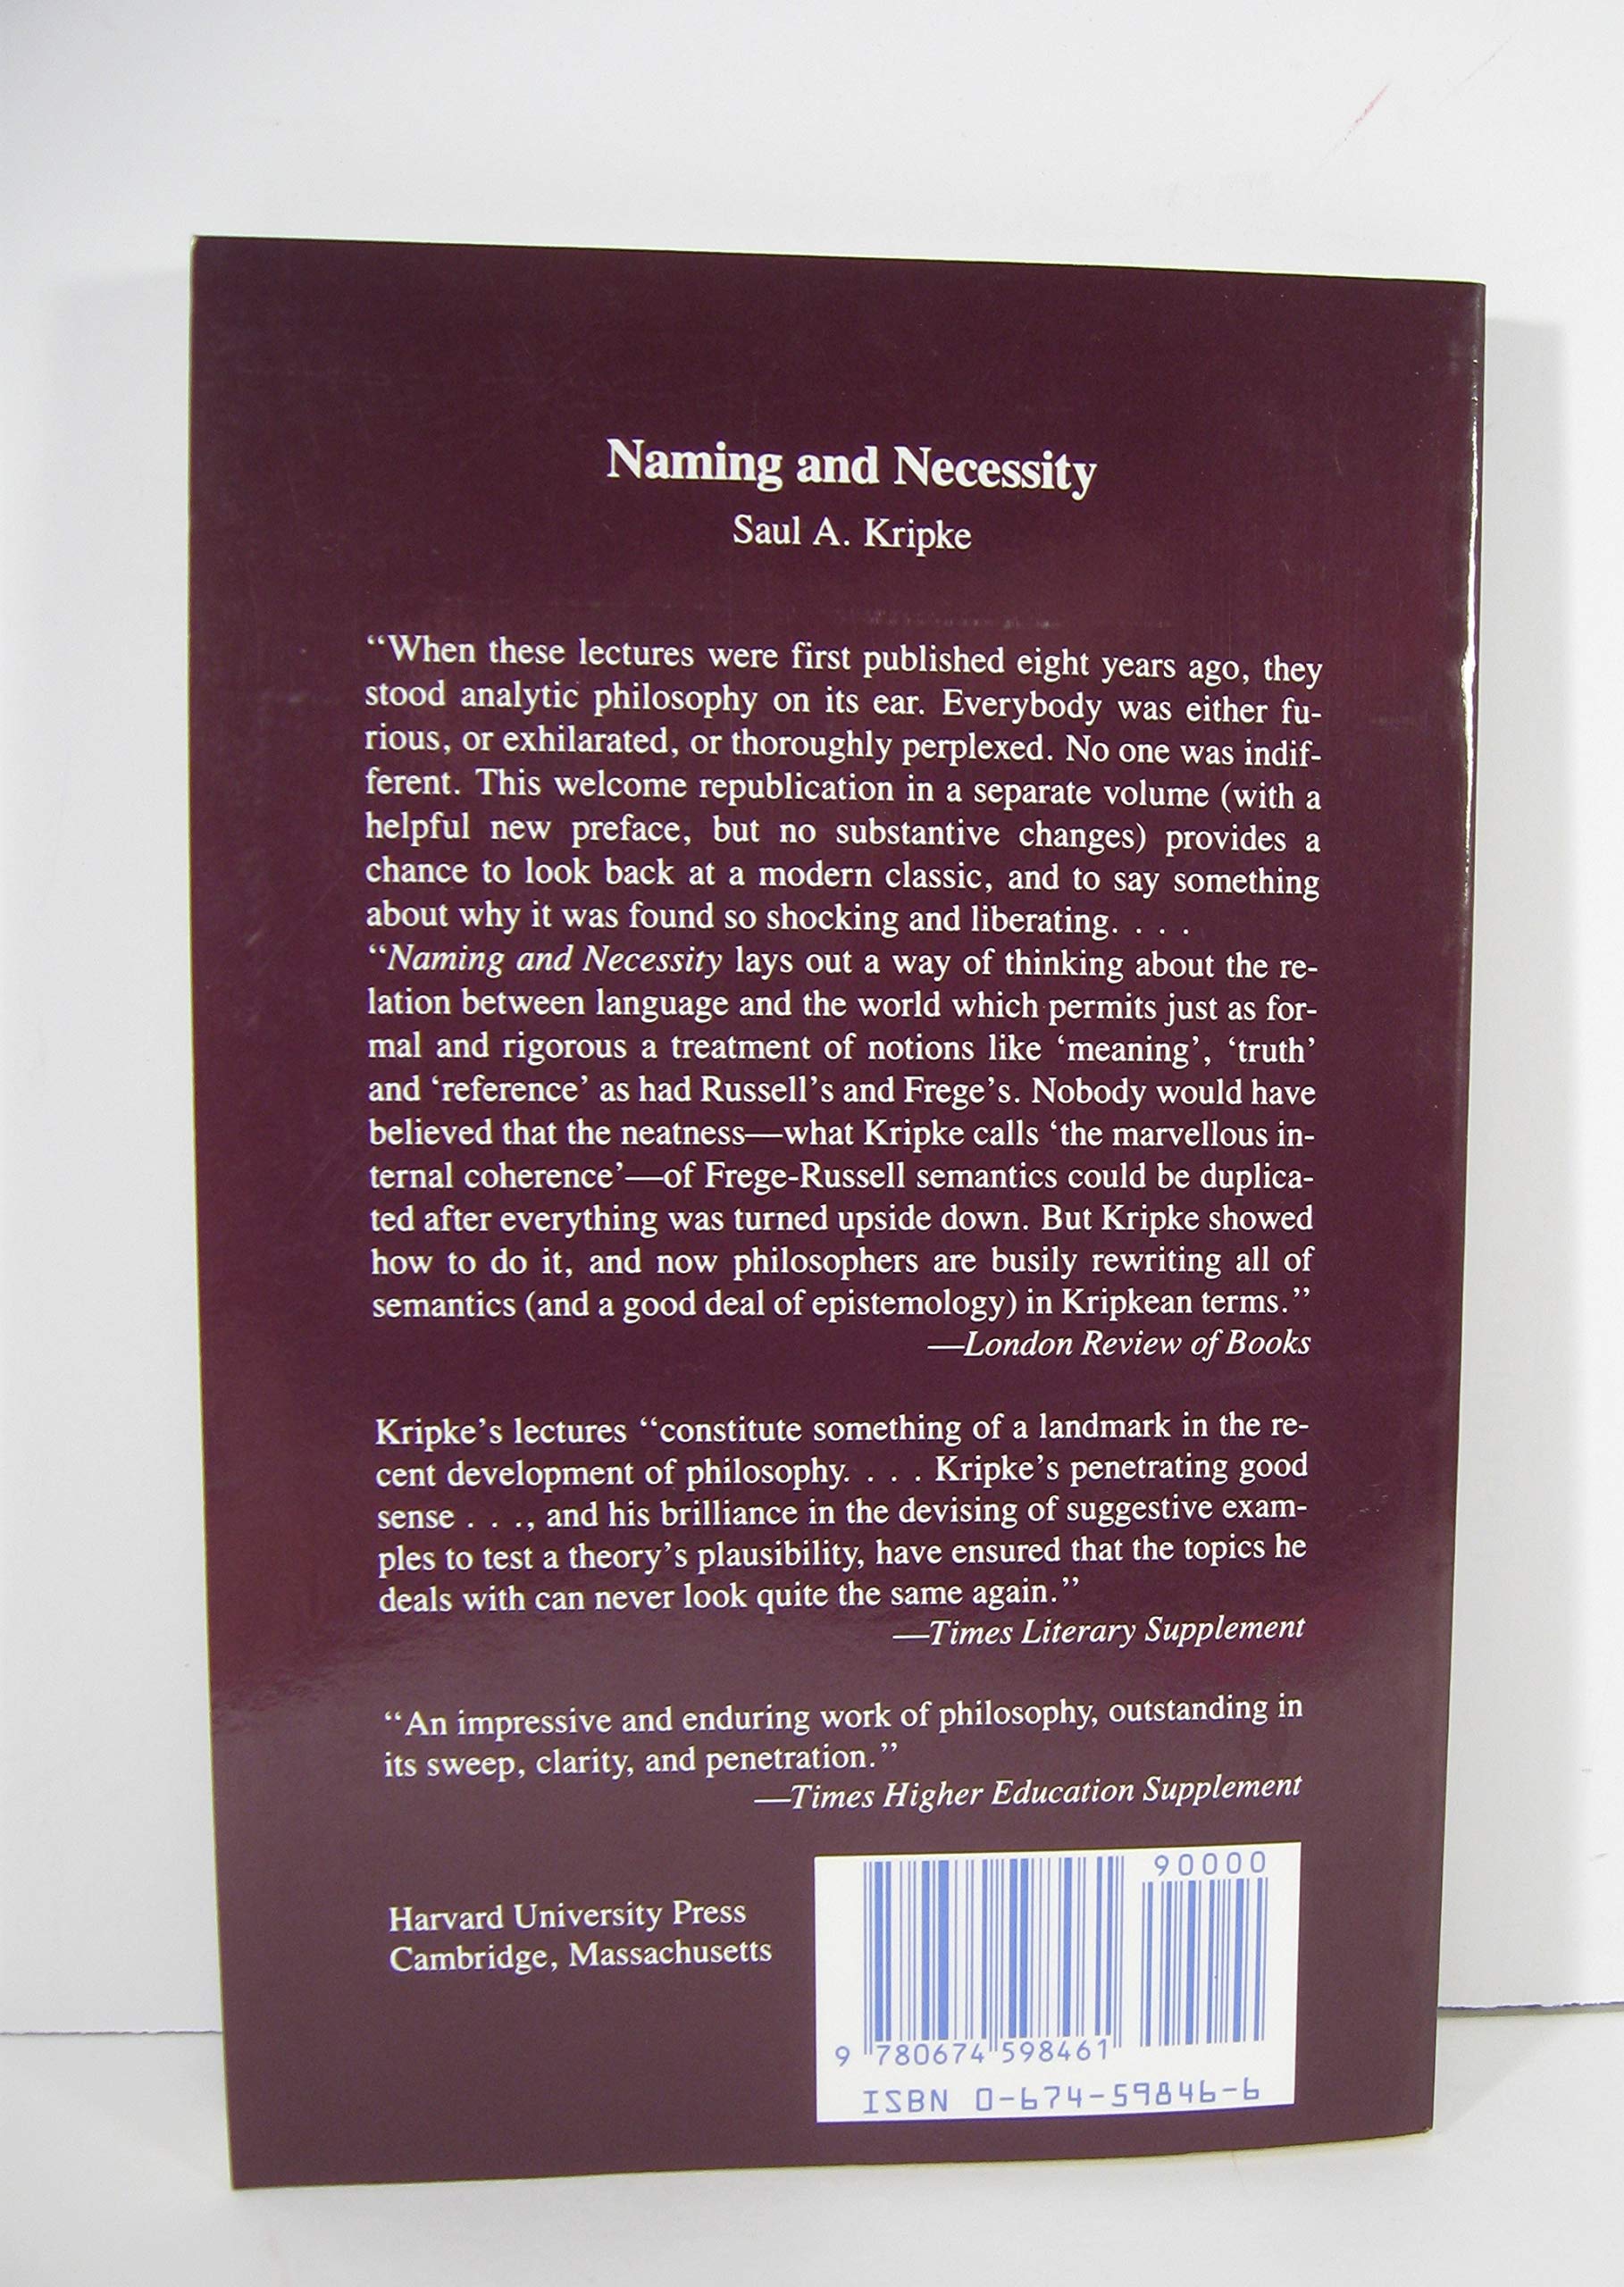 Naming and Necessity
Saul A. Kripke
“When these lectures were first published eight years ago, they
stood analytic philosophy on its ear. Everybody was either fu-
rious, or exhilarated, or thoroughly perplexed. No one was indif-
ferent. This welcome republication in a separate volume (with a
helpful new preface, but no substantive changes) provides a
chance to look back at a modern classic, and to say something
about why it was found so shocking and liberating. . . .
“Naming and Necessity lays out a way of thinking about the re-
lation between language and the world which permits just as for-
mal and rigorous a treatment of notions like ‘meaning’, ‘truth’
and ‘reference’ as had Russell’s and Frege’s. Nobody would have
believed that the neatness—what Kripke calls ‘the marvellous in-
ternal coherence’—of Frege-Russell semantics could be duplica-
ted after everything was turned upside down. But Kripke showed
how to do it, and now philosophers are busily rewriting all of
semantics (and a good deal of epistemology) in Kripkean terms.”
—London Review of Books
Kripke’s lectures “constitute something of a landmark in the re-
cent development of philosophy. . . . Kripke’s penetrating good
sense . . ., and his brilliance in the devising of suggestive exam-
ples to test a theory’s plausibility, have ensured that the topics he
deals with can never look quite the same again.”
—Times Literary Supplement
“An impressive and enduring work of philosophy, outstanding in
its sweep, clarity, and penetration.”
—Times Higher Education Supplement
Harvard University Press
Cambridge, Massachusetts
90000
9 780674 598461
ISBN 0-674-59846-6